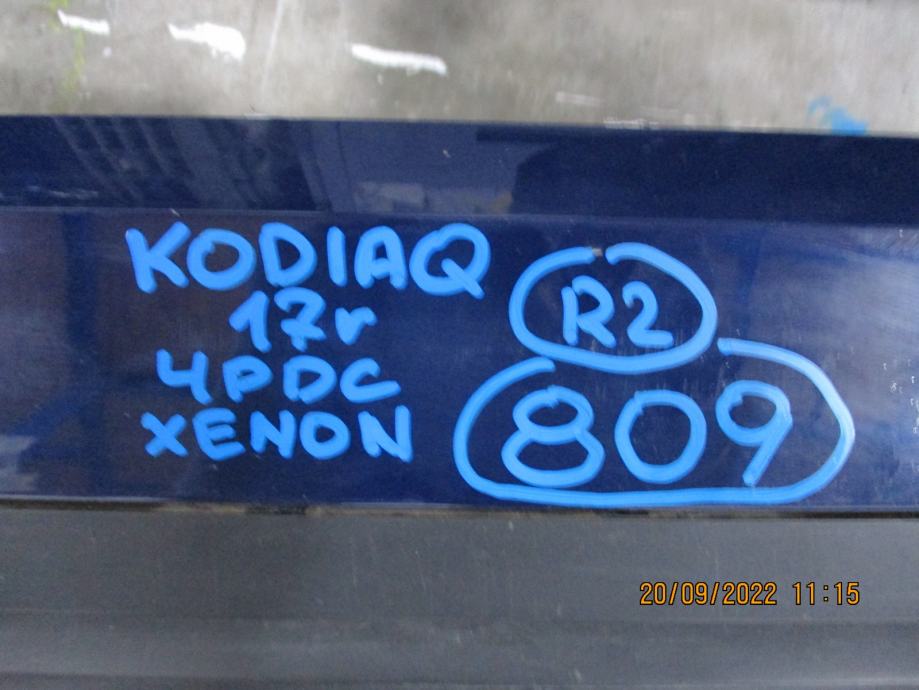 KODIAQ
17r
4PDC
XENON
R2
809
20/09/2022 11:15